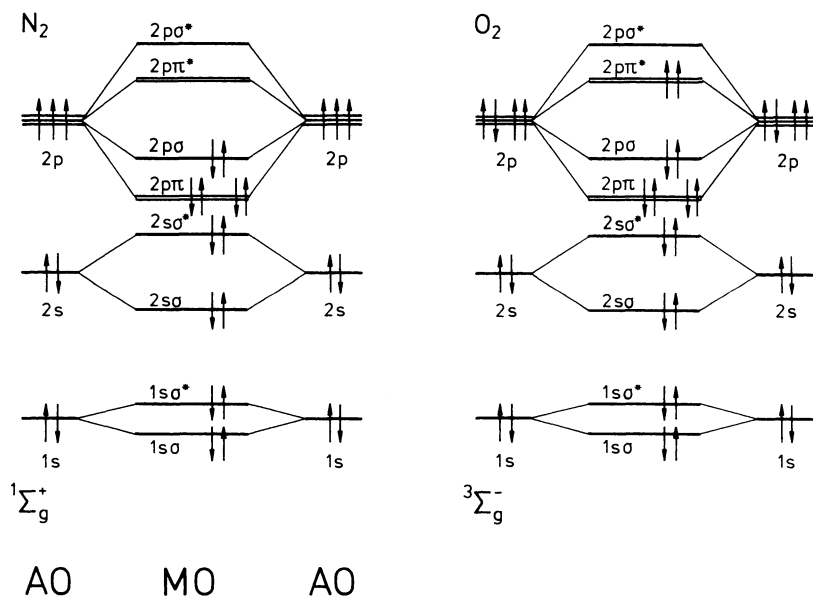 N₂
2pσ*
2pπ*
2p
2pσ
2p
2pπ
2sσ*
2s
2sσ
2s
1sσ*
1s
1sσ
1s
¹Σg⁺
AO
MO
AO
O₂
2pσ*
2pπ*
2p
2pσ
2p
2pπ
2sσ*
2s
2sσ
2s
1sσ*
1s
1sσ
1s
³Σg⁻